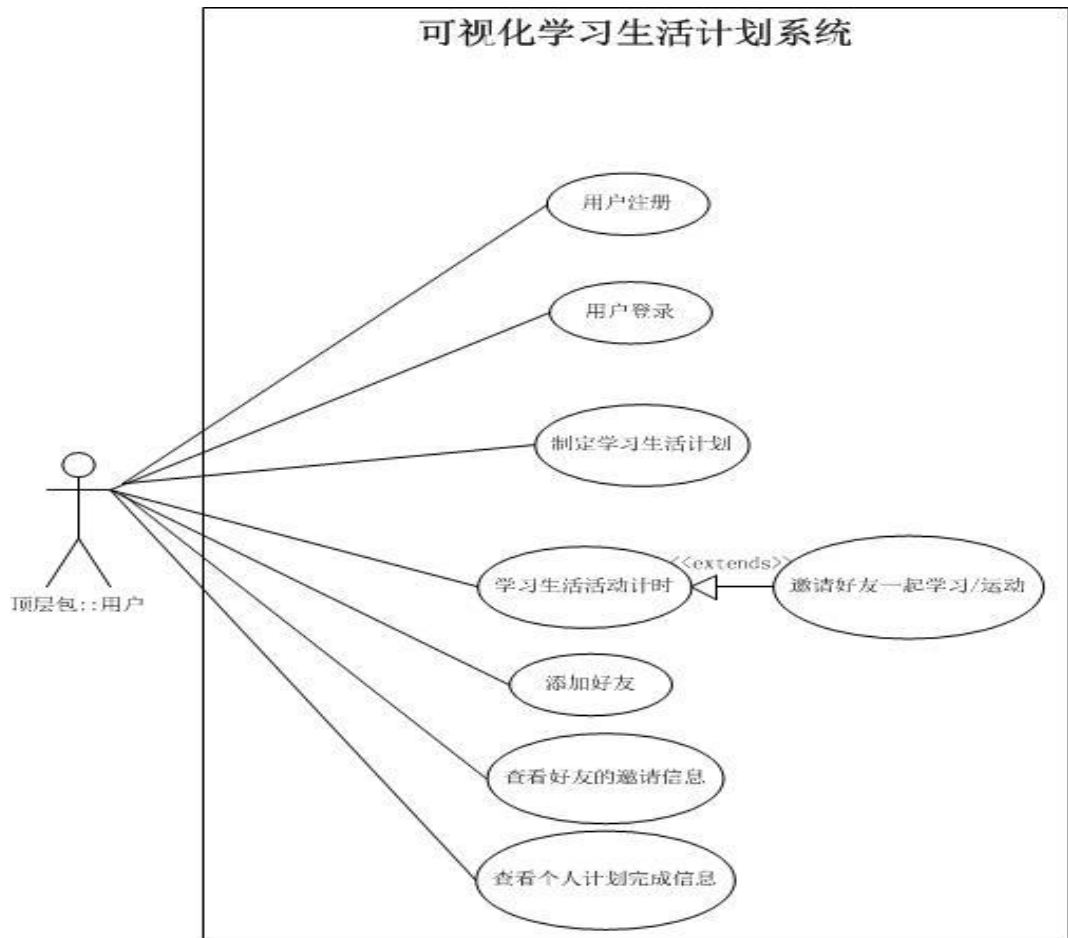 可视化学习生活计划系统
用户注册
用户登录
制定学习生活计划
学习生活活动计时
<<extends>>
邀请好友一起学习/运动
顶层包::用户
添加好友
查看好友的邀请信息
查看个人计划完成信息